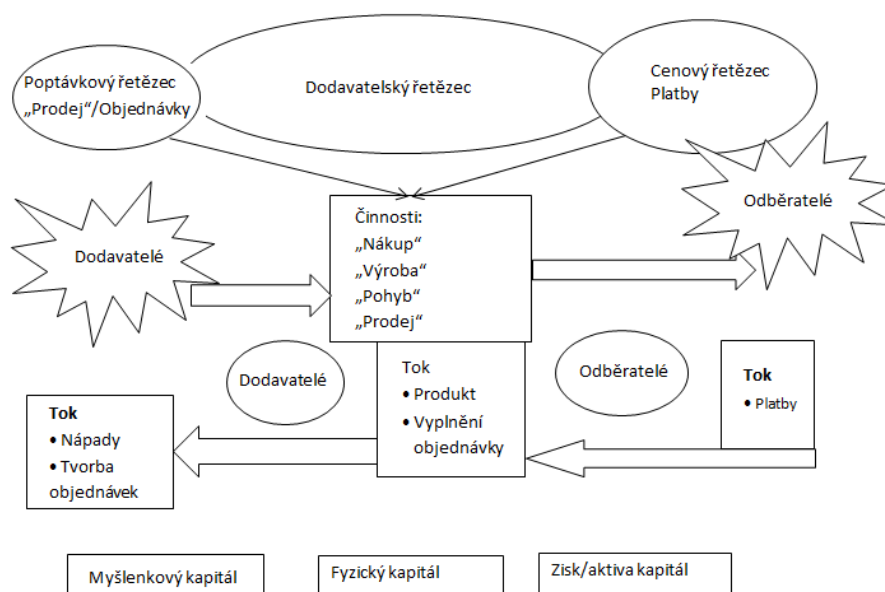 Poptávkový řetězec
„Prodej“/Objednávky
Dodavatelský řetězec
Cenový řetězec
Platby
Dodavatelé
Činnosti:
„Nákup“
„Výroba“
„Pohyb“
„Prodej“
Odběratelé
Tok
• Nápady
• Tvorba
objednávek
Dodavatelé
Tok
• Produkt
• Vyplnění
objednávky
Odběratelé
Tok
• Platby
Myšlenkový kapitál
Fyzický kapitál
Zisk/aktiva kapitál